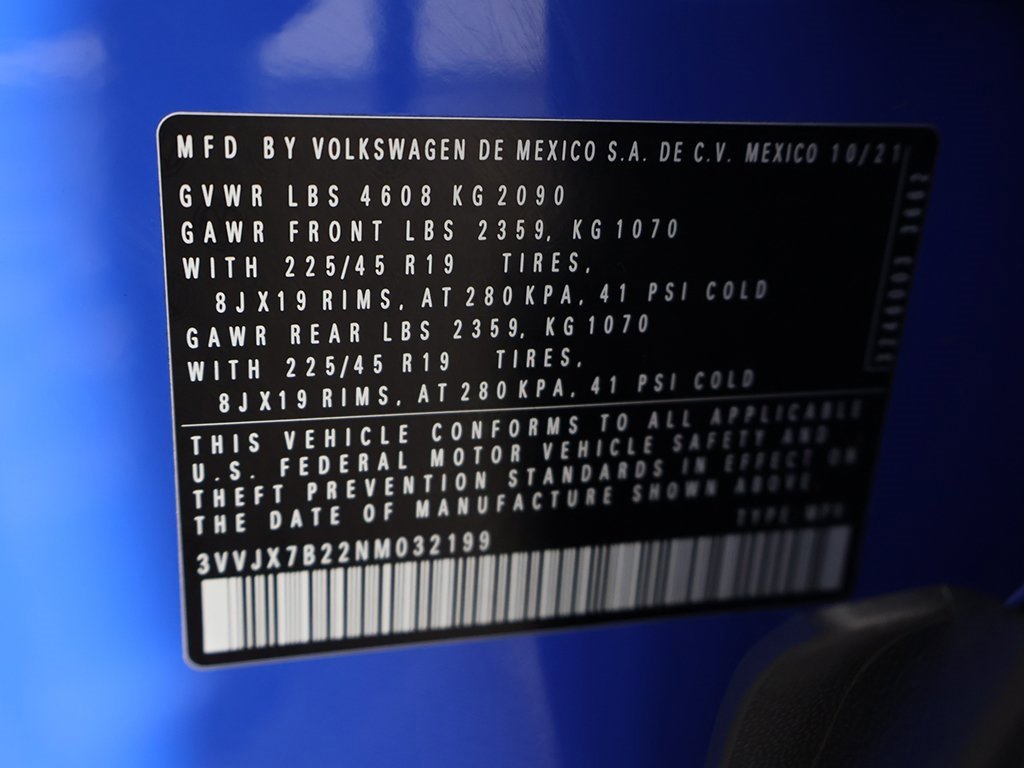 MFD BY VOLKSWAGEN DE MEXICO S.A. DE C.V. MEXICO 10/21
GVWR LBS 4608 KG 2090
GAWR FRONT LBS 2359, KG 1070
WITH 225/45 R19 TIRES,
8JX19 RIMS, AT 280 KPA, 41 PSI COLD
GAWR REAR LBS 2359, KG 1070
WITH 225/45 R19 TIRES,
8JX19 RIMS, AT 280 KPA, 41 PSI COLD
THIS VEHICLE CONFORMS TO ALL APPLICABLE
U.S. FEDERAL MOTOR VEHICLE SAFETY AND
THEFT PREVENTION STANDARDS IN EFFECT ON
THE DATE OF MANUFACTURE SHOWN ABOVE.
TYPE MPV
3VVJX7B22NM032199